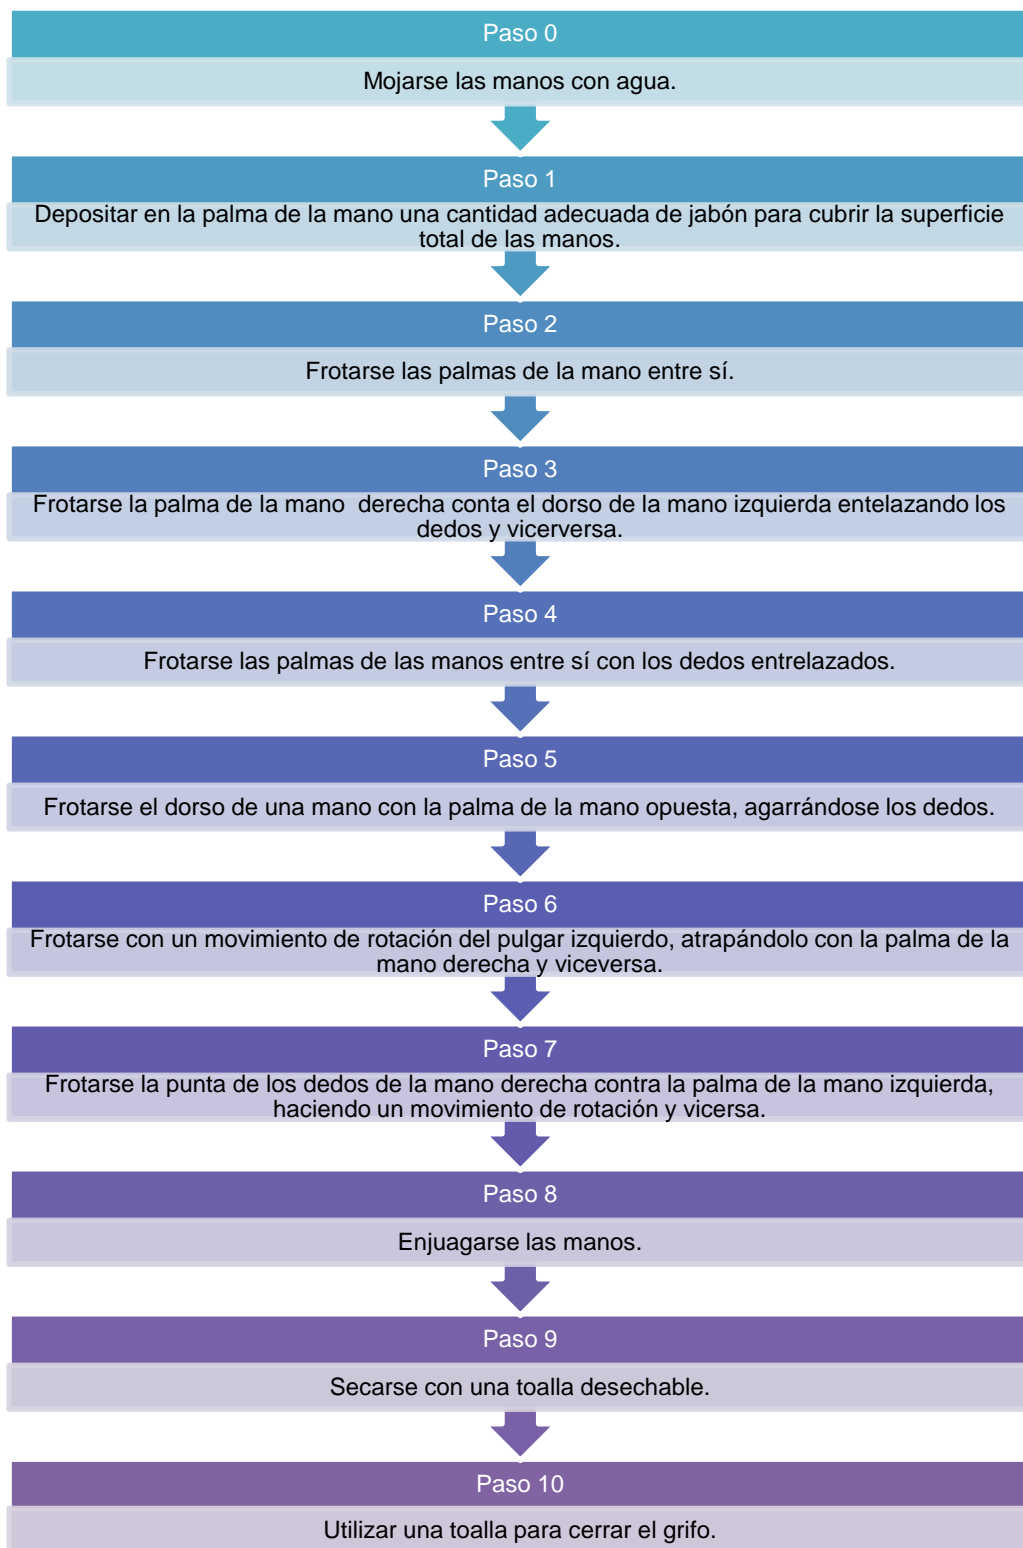 Paso 0
Mojarse las manos con agua.
Paso 1
Depositar en la palma de la mano una cantidad adecuada de jabón para cubrir la superficie
total de las manos.
Paso 2
Frotarse las palmas de la mano entre sí.
Paso 3
Frotarse la palma de la mano  derecha conta el dorso de la mano izquierda entelazando los
dedos y vicerversa.
Paso 4
Frotarse las palmas de las manos entre sí con los dedos entrelazados.
Paso 5
Frotarse el dorso de una mano con la palma de la mano opuesta, agarrándose los dedos.
Paso 6
Frotarse con un movimiento de rotación del pulgar izquierdo, atrapándolo con la palma de la
mano derecha y viceversa.
Paso 7
Frotarse la punta de los dedos de la mano derecha contra la palma de la mano izquierda,
haciendo un movimiento de rotación y vicersa.
Paso 8
Enjuagarse las manos.
Paso 9
Secarse con una toalla desechable.
Paso 10
Utilizar una toalla para cerrar el grifo.